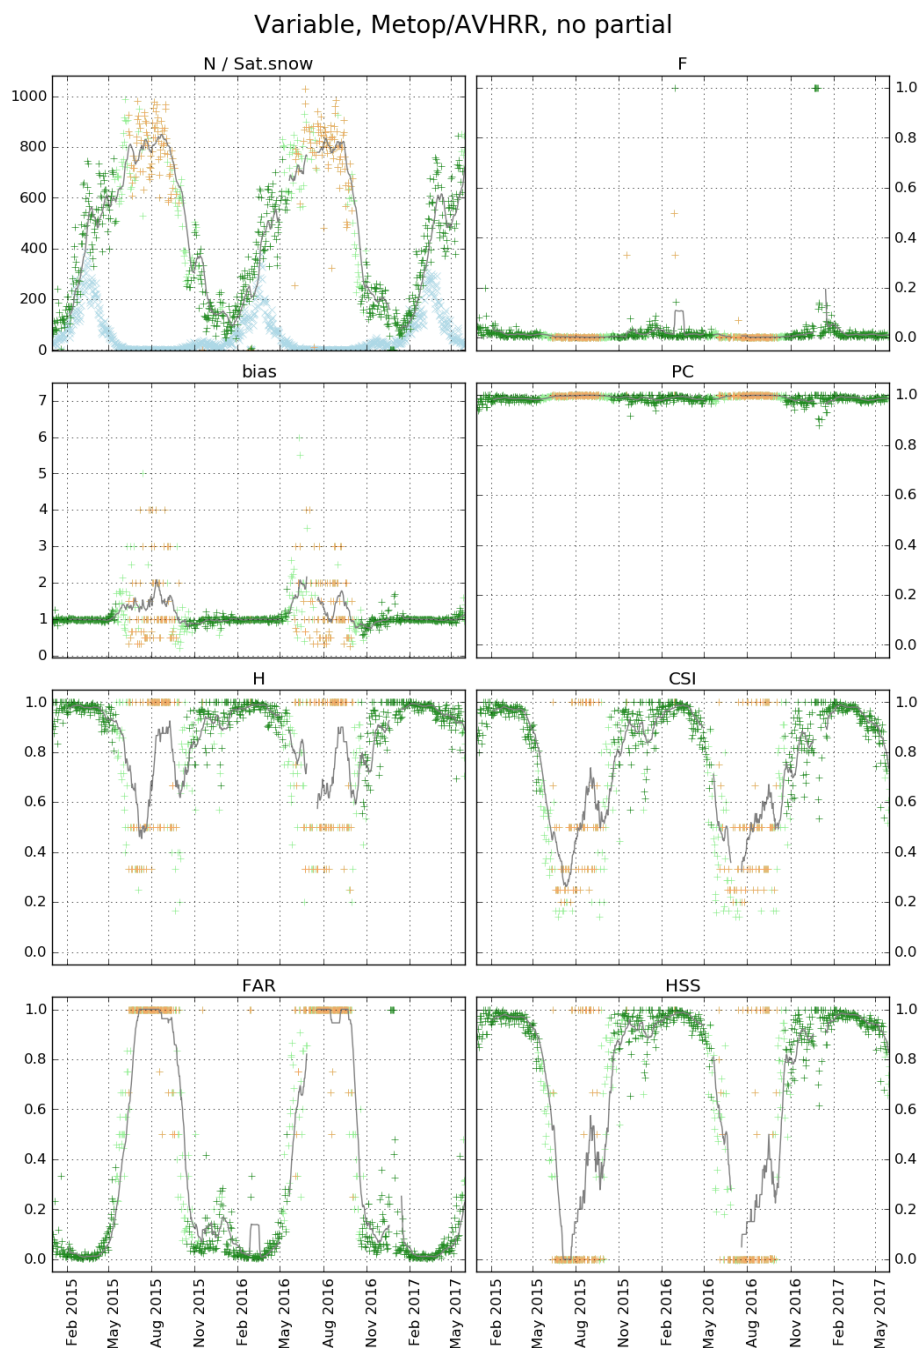 Variable, Metop/AVHRR, no partial
N / Sat.snow
F
1000
800
600
400
200
0
1.0
0.8
0.6
0.4
0.2
0.0
bias
PC
7
6
5
4
3
2
1
0
1.0
0.8
0.6
0.4
0.2
0.0
H
CSI
1.0
0.8
0.6
0.4
0.2
0.0
1.0
0.8
0.6
0.4
0.2
0.0
FAR
HSS
1.0
0.8
0.6
0.4
0.2
0.0
1.0
0.8
0.6
0.4
0.2
0.0
Feb 2015
May 2015
Aug 2015
Nov 2015
Feb 2016
May 2016
Aug 2016
Nov 2016
Feb 2017
May 2017
Feb 2015
May 2015
Aug 2015
Nov 2015
Feb 2016
May 2016
Aug 2016
Nov 2016
Feb 2017
May 2017